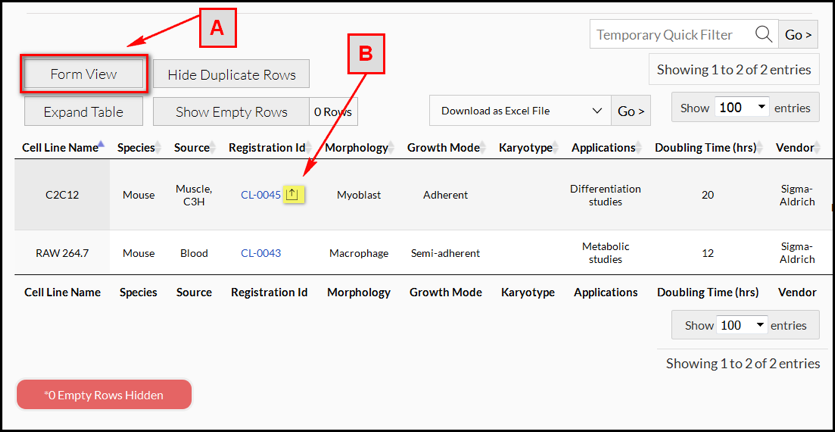 A
Temporary Quick Filter Go >
B
Form View Hide Duplicate Rows Showing 1 to 2 of 2 entries
Expand Table Show Empty Rows 0 Rows Download as Excel File Go > Show 100 entries
Cell Line Name Species Source Registration Id Morphology Growth Mode Karyotype Applications Doubling Time (hrs) Vendor
C2C12 Mouse Muscle, C3H CL-0045 Myoblast Adherent Differentiation studies 20 Sigma-Aldrich
RAW 264.7 Mouse Blood CL-0043 Macrophage Semi-adherent Metabolic studies 12 Sigma-Aldrich
Cell Line Name Species Source Registration Id Morphology Growth Mode Karyotype Applications Doubling Time (hrs) Vendor
Show 100 entries
Showing 1 to 2 of 2 entries
*0 Empty Rows Hidden